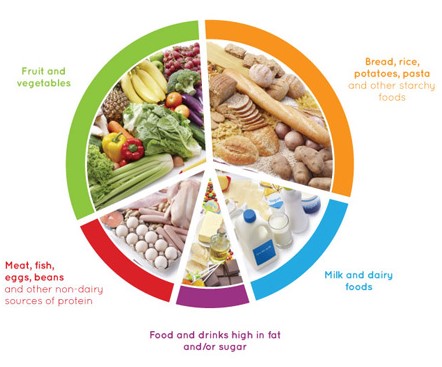 Fruit and
vegetables
Bread, rice,
potatoes, pasta
and other starchy
foods
Meat, fish,
eggs, beans
and other non-dairy
sources of protein
Milk and dairy
foods
Food and drinks high in fat
and/or sugar